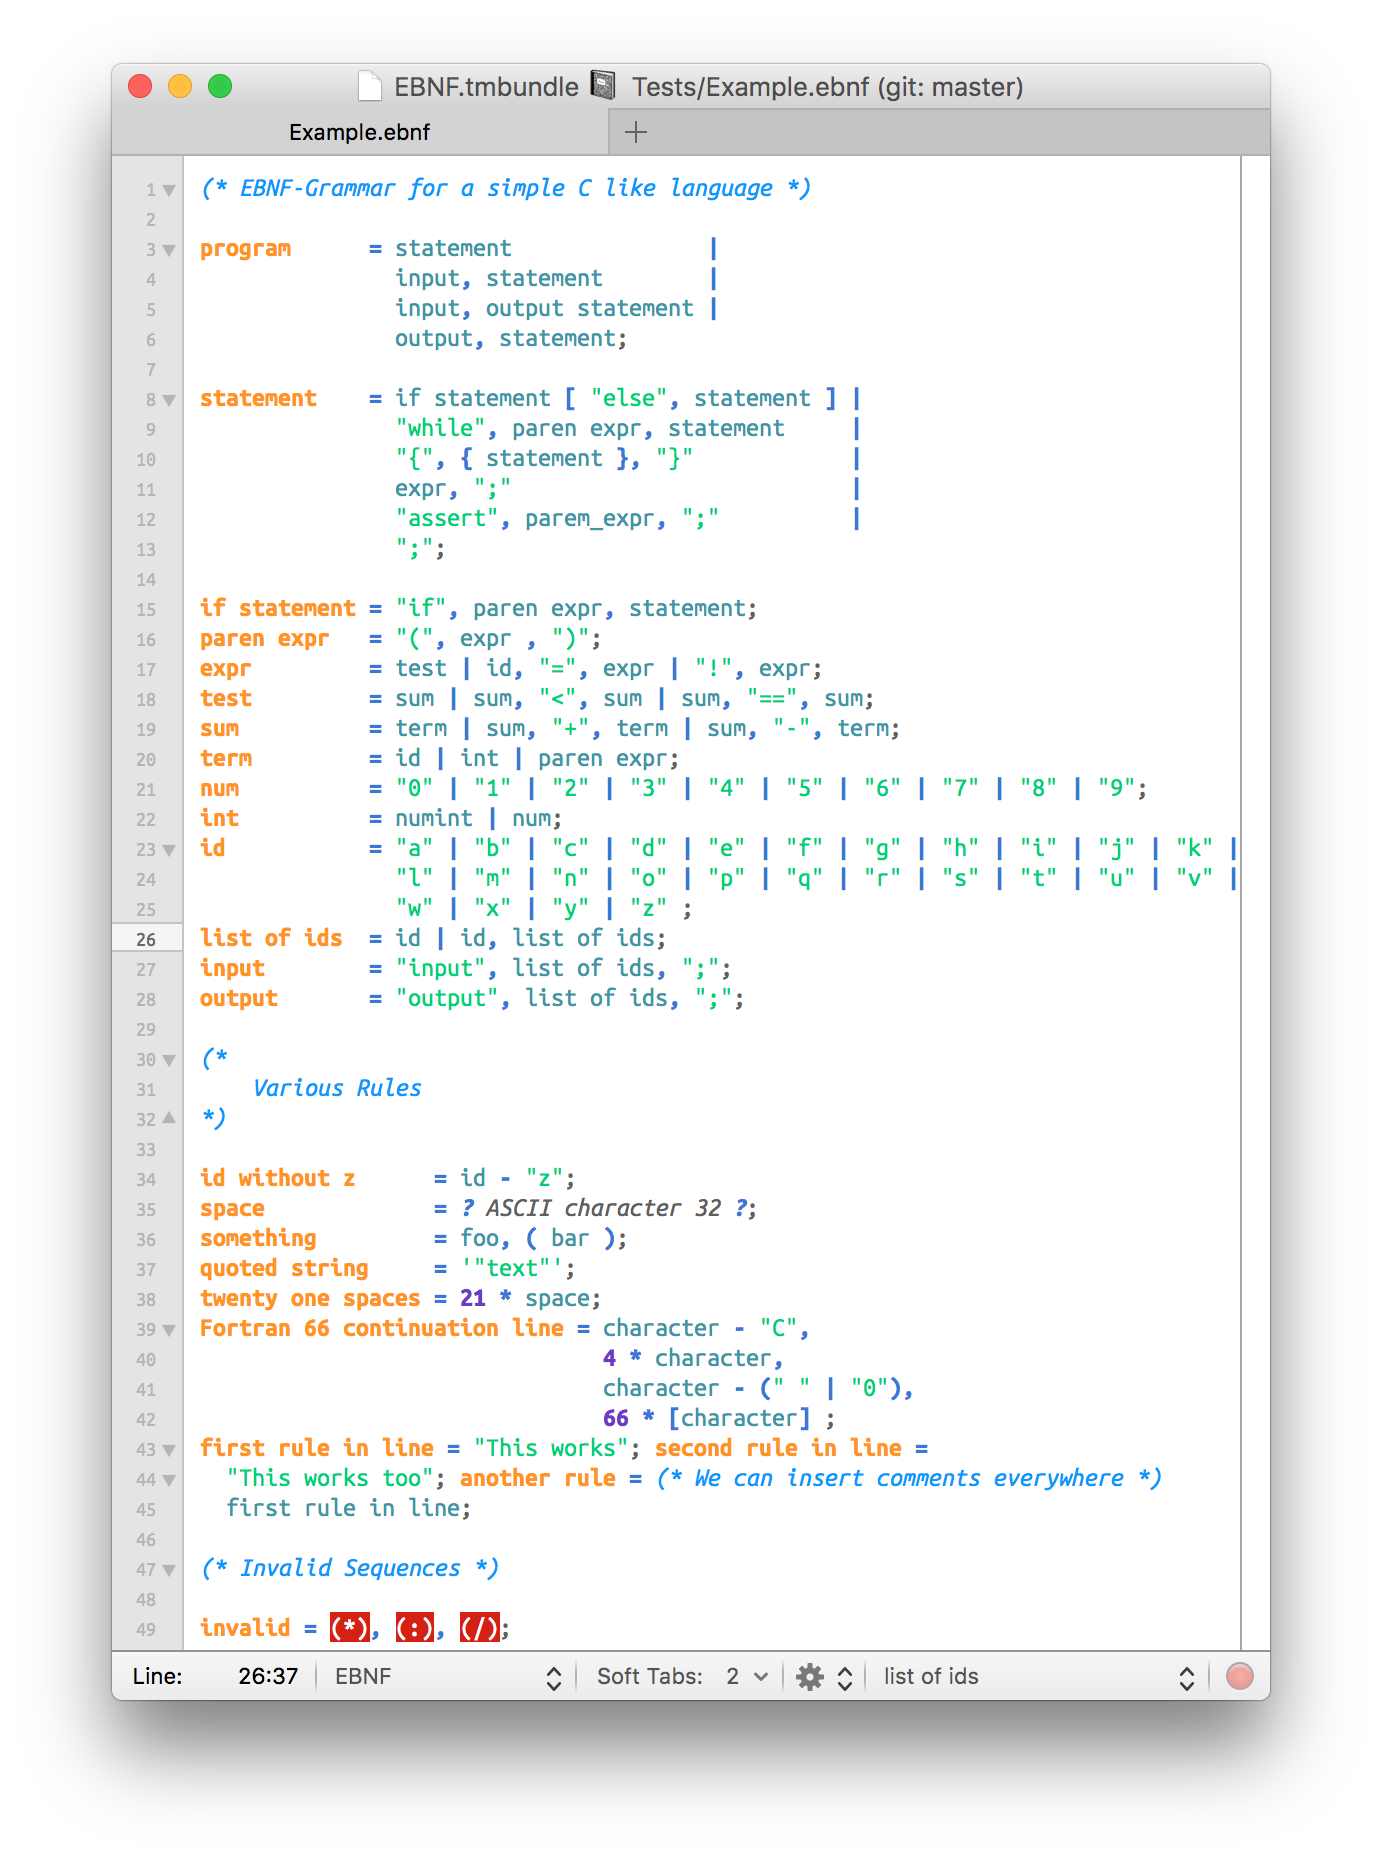 EBNF.tmbundle Tests/Example.ebnf (git: master)
Example.ebnf
1 (* EBNF-Grammar for a simple C like language *)
2
3 program      = statement               |
4                input, statement        |
5                input, output statement |
6                output, statement;
7
8 statement    = if statement [ "else", statement ] |
9                "while", paren expr, statement     |
10               "{", { statement }, "}"            |
11               expr, ";"                          |
12               "assert", parem_expr, ";"          |
13               ";";
14
15 if statement = "if", paren expr, statement;
16 paren expr   = "(", expr , ")";
17 expr         = test | id, "=", expr | "!", expr;
18 test         = sum | sum, "<", sum | sum, "==", sum;
19 sum          = term | sum, "+", term | sum, "-", term;
20 term         = id | int | paren expr;
21 num          = "0" | "1" | "2" | "3" | "4" | "5" | "6" | "7" | "8" | "9";
22 int          = numint | num;
23 id           = "a" | "b" | "c" | "d" | "e" | "f" | "g" | "h" | "i" | "j" | "k" |
24                "l" | "m" | "n" | "o" | "p" | "q" | "r" | "s" | "t" | "u" | "v" |
25                "w" | "x" | "y" | "z" ;
26 list of ids  = id | id, list of ids;
27 input        = "input", list of ids, ";";
28 output       = "output", list of ids, ";";
29
30 (*
31     Various Rules
32 *)
33
34 id without z      = id - "z";
35 space             = ? ASCII character 32 ?;
36 something         = foo, ( bar );
37 quoted string     = '"text"';
38 twenty one spaces = 21 * space;
39 Fortran 66 continuation line = character - "C",
40                                4 * character,
41                                character - (" " | "0"),
42                                66 * [character] ;
43 first rule in line = "This works"; second rule in line =
44   "This works too"; another rule = (* We can insert comments everywhere *)
45   first rule in line;
46
47 (* Invalid Sequences *)
48
49 invalid = (*), (:), (/);
Line: 26:37 EBNF Soft Tabs: 2 list of ids